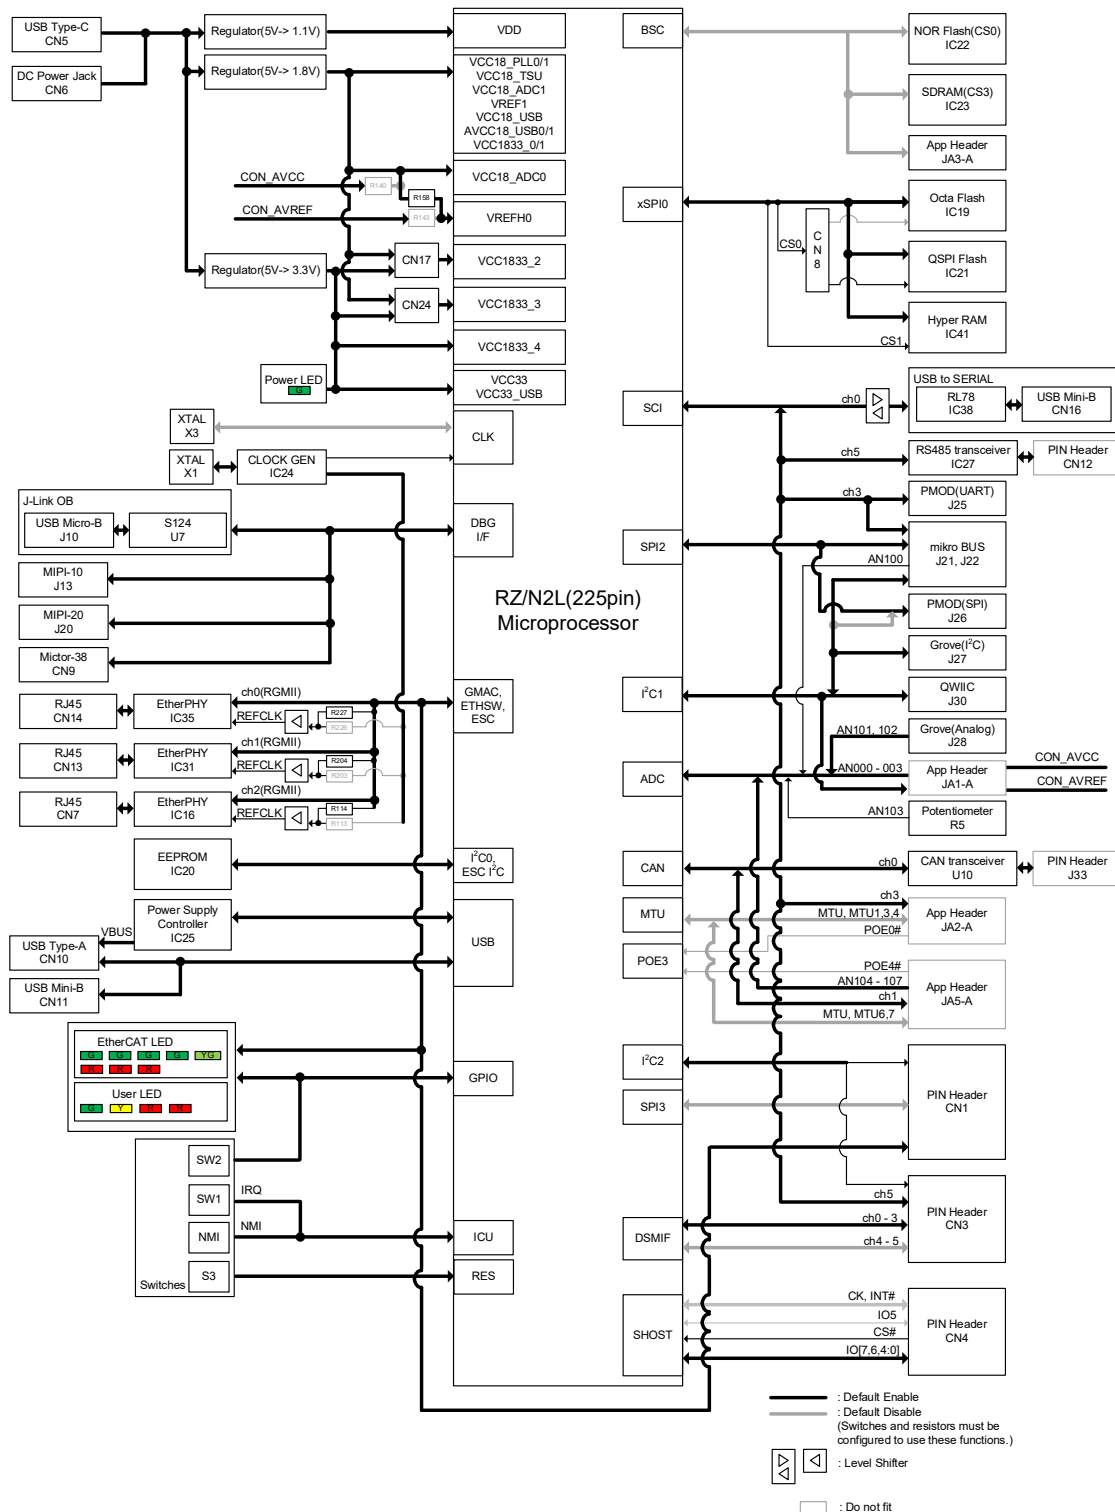 USB Type-C
CN5
DC Power Jack
CN6
Regulator(5V-> 1.1V)
Regulator(5V-> 1.8V)
Regulator(5V-> 3.3V)
CON_AVCC
R140
R158
CON_AVREF
R143
CN17
CN24
Power LED
G
VDD
VCC18_PLL0/1
VCC18_TSU
VCC18_ADC1
VREF1
VCC18_USB
AVCC18_USB0/1
VCC1833_0/1
VCC18_ADC0
VREFH0
VCC1833_2
VCC1833_3
VCC1833_4
VCC33
VCC33_USB
XTAL
X3
XTAL
X1
CLOCK GEN
IC24
CLK
J-Link OB
USB Micro-B
J10
S124
U7
DBG
I/F
MIPI-10
J13
MIPI-20
J20
Mictor-38
CN9
RZ/N2L(225pin)
Microprocessor
RJ45
CN14
EtherPHY
IC35
ch0(RGMII)
REFCLK
R227
R226
GMAC,
ETHSW,
ESC
RJ45
CN13
EtherPHY
IC31
ch1(RGMII)
REFCLK
R204
R203
RJ45
CN7
EtherPHY
IC16
ch2(RGMII)
REFCLK
R114
R113
EEPROM
IC20
I²C0,
ESC I²C
Power Supply
Controller
IC25
VBUS
USB Type-A
CN10
USB Mini-B
CN11
USB
EtherCAT LED
G G G G YG
R R R
User LED
G Y R R
GPIO
SW2
SW1
IRQ
NMI
NMI
S3
Switches
ICU
RES
BSC
NOR Flash(CS0)
IC22
SDRAM(CS3)
IC23
App Header
JA3-A
xSPI0
CS0
C
N
8
CS1
Octa Flash
IC19
QSPI Flash
IC21
Hyper RAM
IC41
SCI
ch0
USB to SERIAL
RL78
IC38
USB Mini-B
CN16
ch5
RS485 transceiver
IC27
PIN Header
CN12
ch3
PMOD(UART)
J25
SPI2
AN100
mikro BUS
J21, J22
PMOD(SPI)
J26
Grove(I²C)
J27
I²C1
QWIIC
J30
AN101, 102
Grove(Analog)
J28
ADC
AN000 - 003
App Header
JA1-A
CON_AVCC
CON_AVREF
AN103
Potentiometer
R5
CAN
ch0
CAN transceiver
U10
PIN Header
J33
MTU
ch3
MTU, MTU1,3,4
POE0#
App Header
JA2-A
POE3
POE4#
AN104 - 107
ch1
MTU, MTU6,7
App Header
JA5-A
I²C2
SPI3
PIN Header
CN1
ch5
ch0 - 3
ch4 - 5
DSMIF
PIN Header
CN3
SHOST
CK, INT#
IO5
CS#
IO[7,6,4:0]
PIN Header
CN4
: Default Enable
: Default Disable
(Switches and resistors must be
configured to use these functions.)
: Level Shifter
: Do not fit